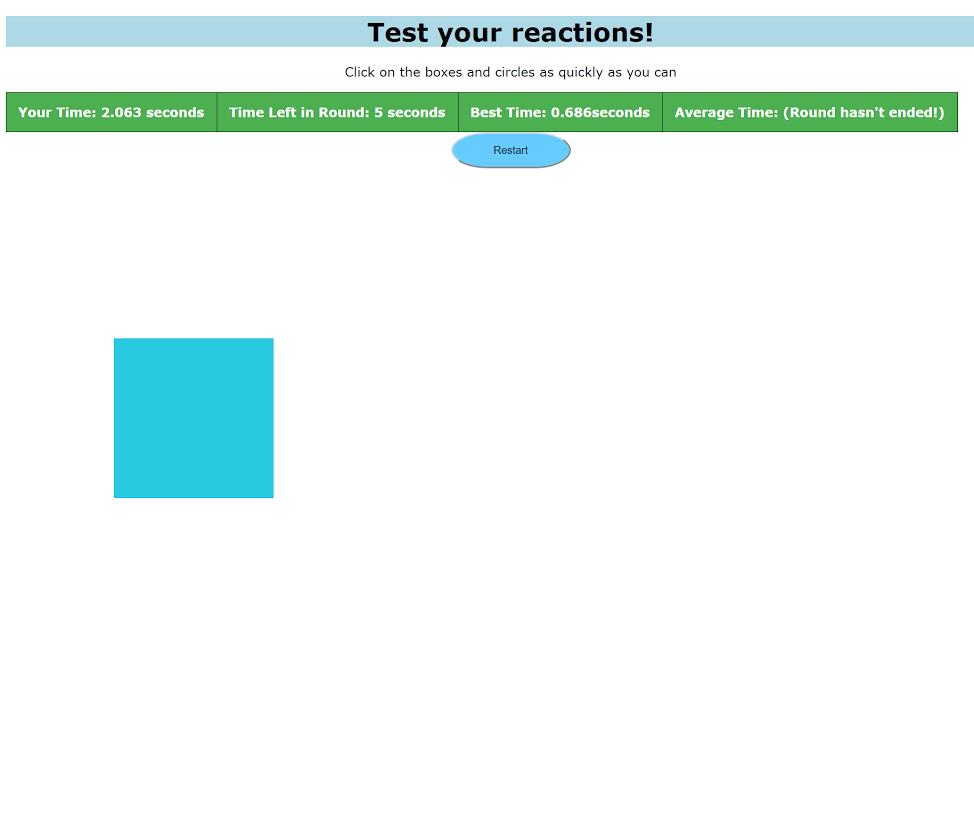 Test your reactions!
Click on the boxes and circles as quickly as you can
Your Time: 2.063 seconds Time Left in Round: 5 seconds Best Time: 0.686seconds Average Time: (Round hasn't ended!)
Restart